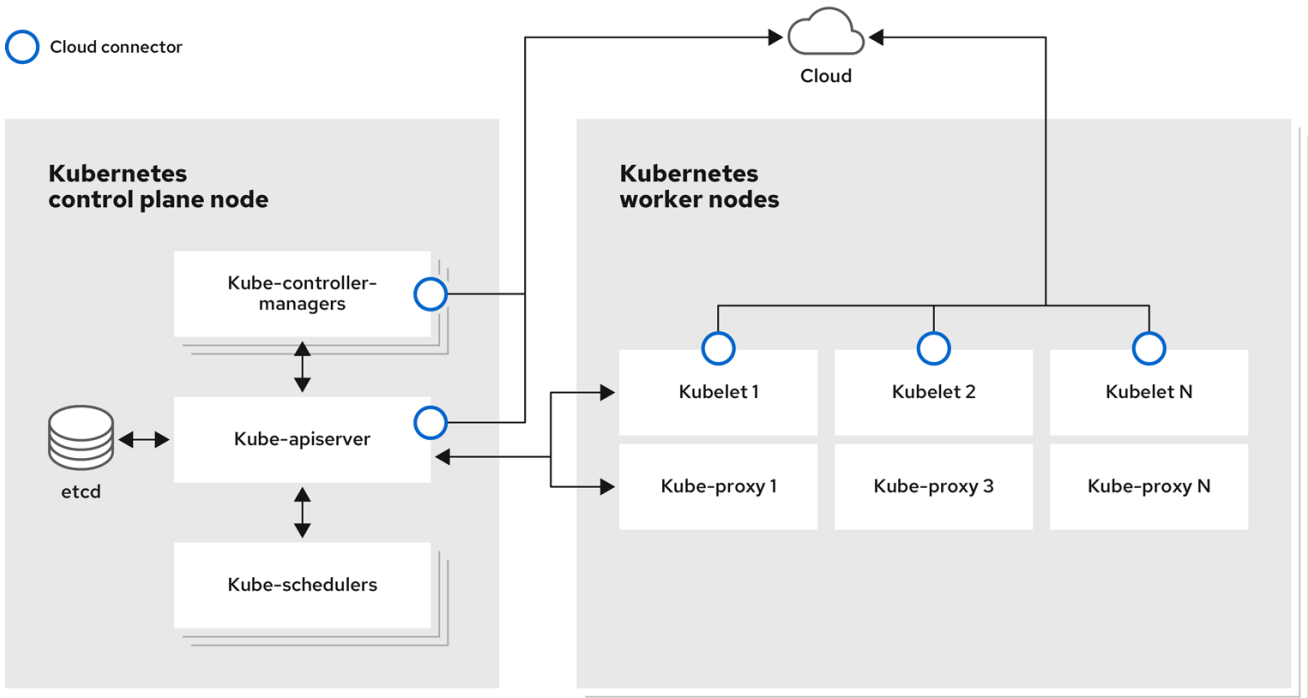 Cloud connector
Cloud
Kubernetes
control plane node
Kube-controller-
managers
Kube-apiserver
etcd
Kube-schedulers
Kubernetes
worker nodes
Kubelet 1
Kubelet 2
Kubelet N
Kube-proxy 1
Kube-proxy 3
Kube-proxy N